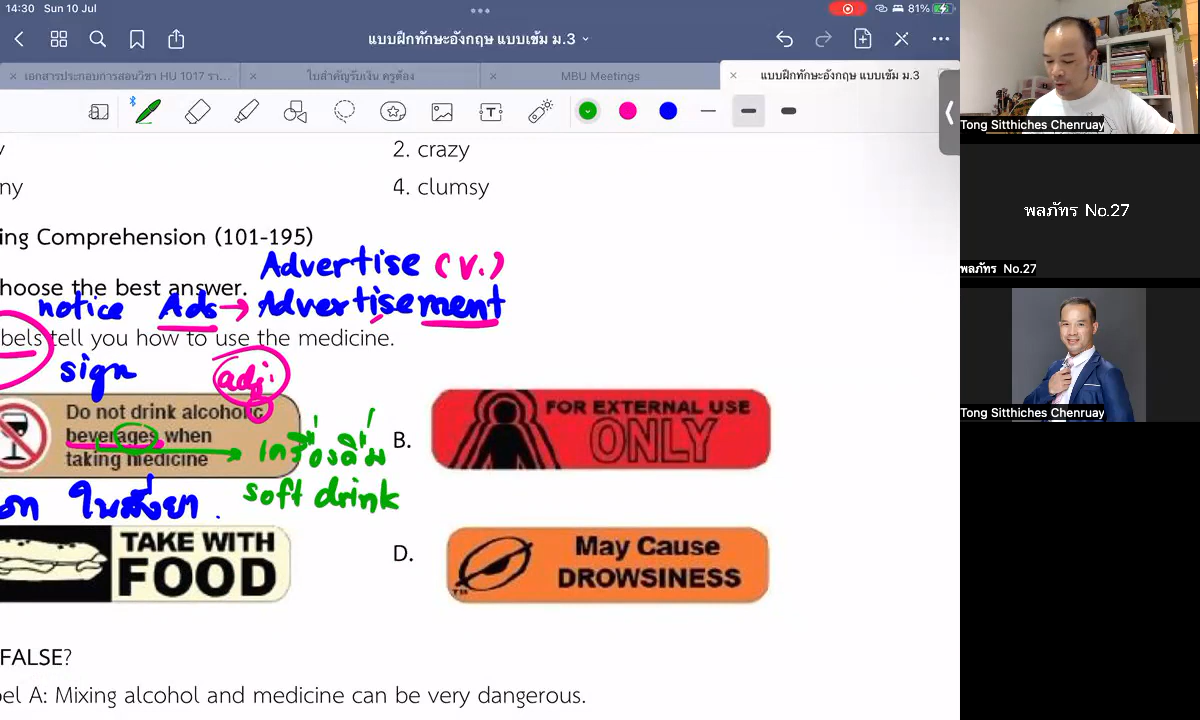 14:30 Sun 10 Jul
81%
แบบฝึกทักษะอังกฤษ แบบเข้ม ม.3
เอกสารประกอบการสอนวิชา HU 1017 รา...
ใบสำคัญรับเงิน ครูต้อง
MBU Meetings
แบบฝึกทักษะอังกฤษ แบบเข้ม ม.3
y
2. crazy
ny
4. clumsy
ing Comprehension (101-195)
Advertise (v.)
hoose the best answer.
notice Ads → Advertisement
bels tell you how to use the medicine.
sign
adj.
Do not drink alcoholic
beverages when
taking medicine
เครื่องดื่ม
soft drink
B.
FOR EXTERNAL USE
ONLY
ใบสั่งยา
TAKE WITH
FOOD
D.
May Cause
DROWSINESS
FALSE?
el A: Mixing alcohol and medicine can be very dangerous.
Tong Sitthiches Chenruay
พลภัทร No.27
พลภัทร No.27
Tong Sitthiches Chenruay